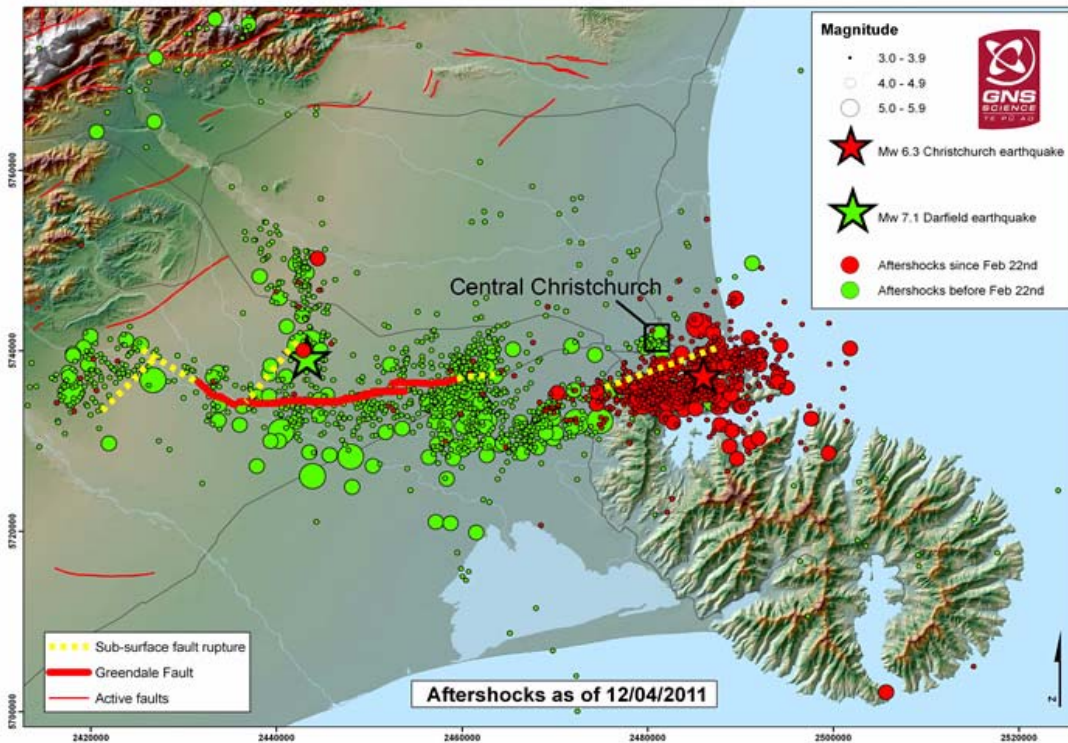 Magnitude
3.0 - 3.9
4.0 - 4.9
5.0 - 5.9
GNS
SCIENCE
TE PŪ AO
Mw 6.3 Christchurch earthquake
Mw 7.1 Darfield earthquake
Aftershocks since Feb 22nd
Aftershocks before Feb 22nd
Central Christchurch
5760000
5740000
5720000
5700000
Sub-surface fault rupture
Greendale Fault
Active faults
Aftershocks as of 12/04/2011
N
2420000
2440000
2460000
2480000
2500000
2520000